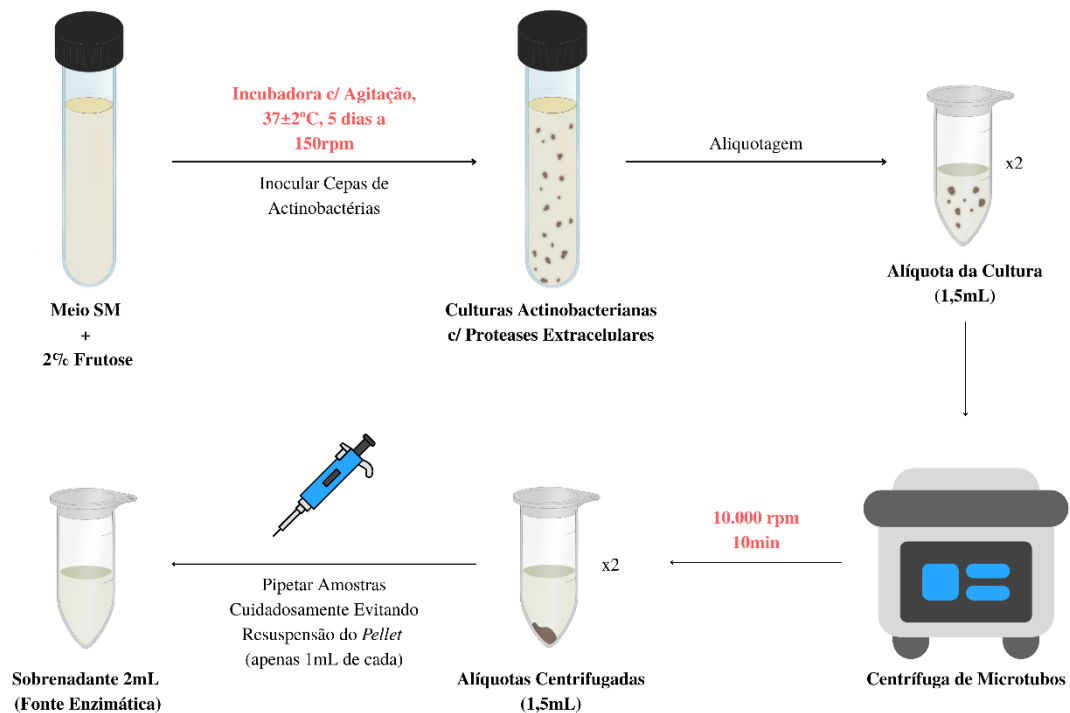 Incubadora c/ Agitação,
37±2ºC, 5 dias a
150rpm
Inocular Cepas de
Actinobactérias
Aliquotagem
x2
Meio SM
+
2% Frutose
Culturas Actinobacterianas
c/ Proteases Extracelulares
Alíquota da Cultura
(1,5mL)
10.000 rpm
10min
x2
Pipetar Amostras
Cuidadosamente Evitando
Resuspensão do Pellet
(apenas 1mL de cada)
Sobrenadante 2mL
(Fonte Enzimática)
Alíquotas Centrifugadas
(1,5mL)
Centrífuga de Microtubos